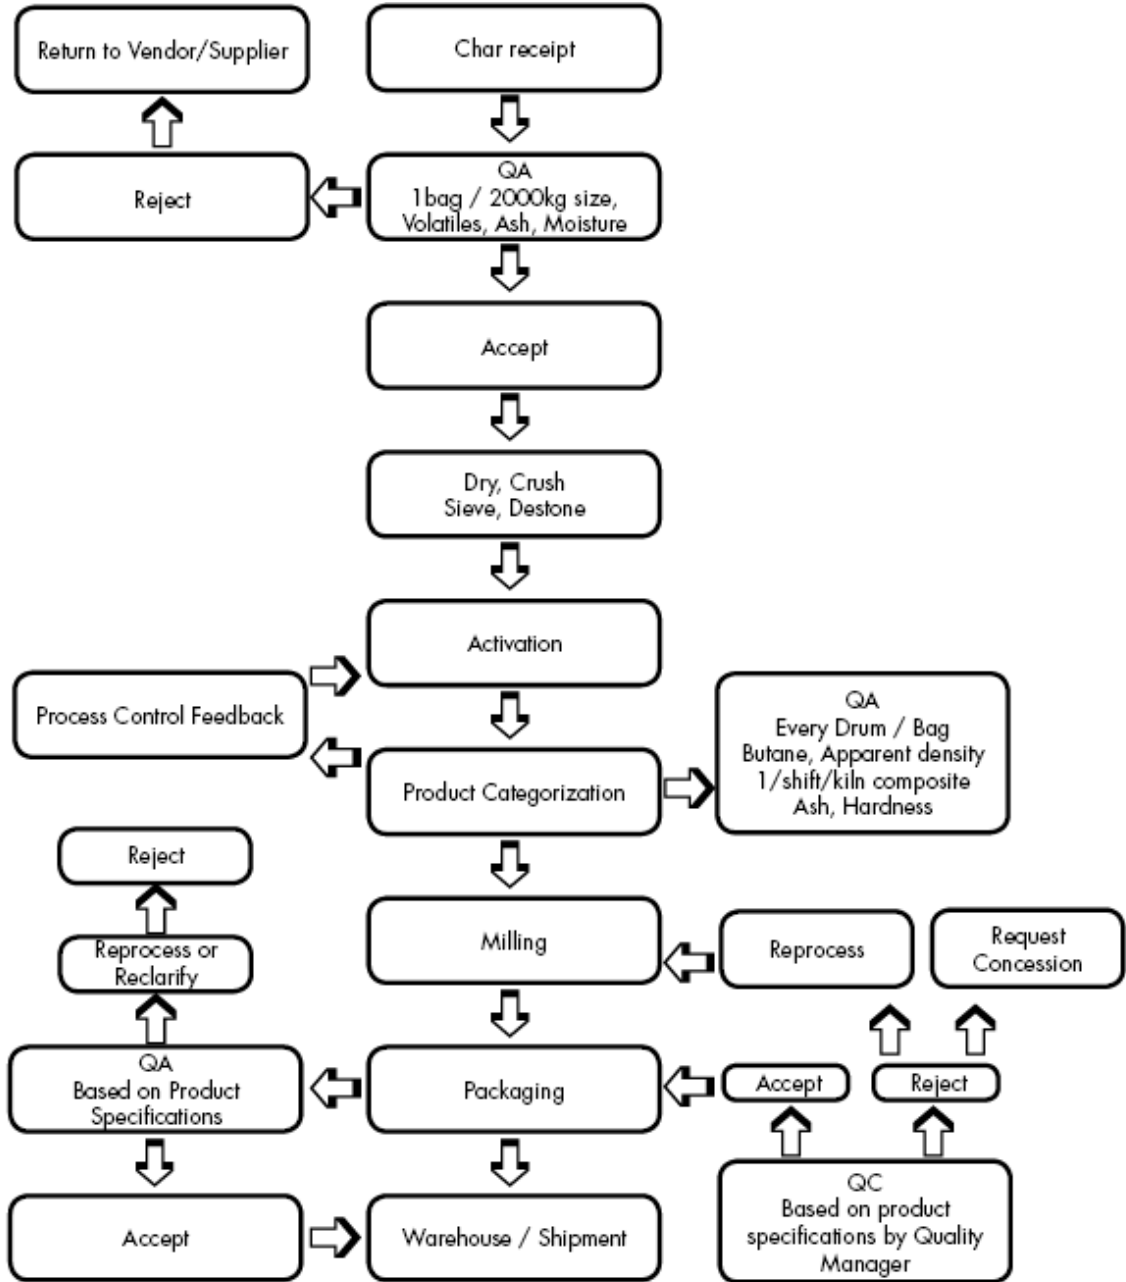 Return to Vendor/Supplier
Char receipt
Reject
QA
1bag / 2000kg size,
Volatiles, Ash, Moisture
Accept
Dry, Crush
Sieve, Destone
Activation
Process Control Feedback
Product Categorization
QA
Every Drum / Bag
Butane, Apparent density
1/shift/kiln composite
Ash, Hardness
Reject
Reprocess or
Reclarify
Milling
Reprocess
Request
Concession
QA
Based on Product
Specifications
Packaging
Accept
Reject
Accept
Warehouse / Shipment
QC
Based on product
specifications by Quality
Manager